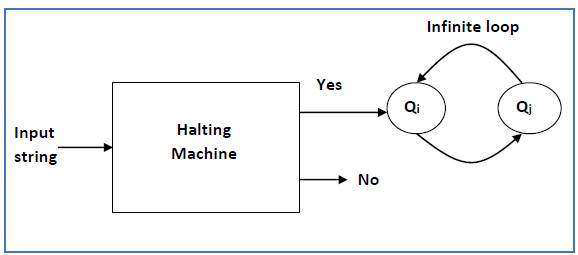 Infinite loop
Yes
Qi
Qj
Input
string
Halting
Machine
No